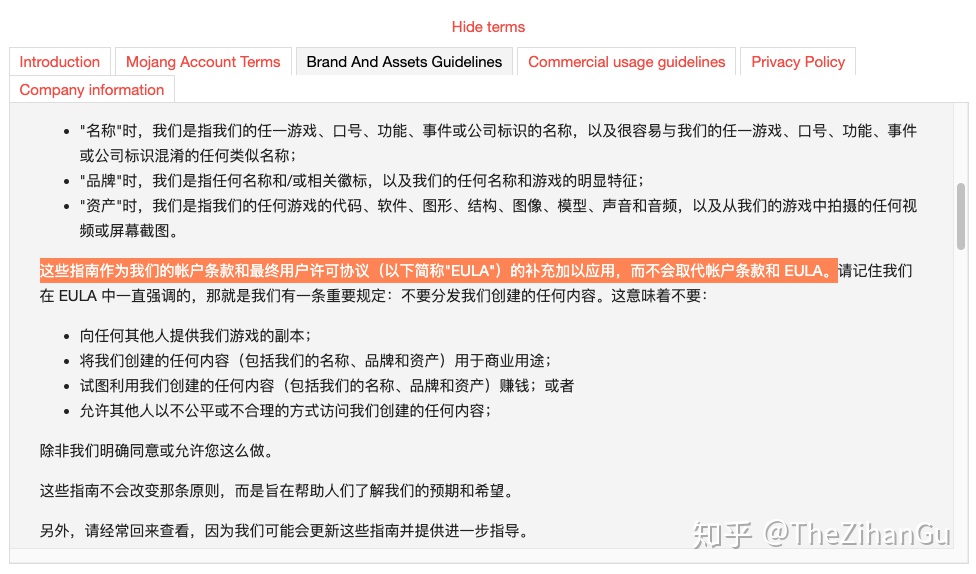 Hide terms
Introduction
Mojang Account Terms
Brand And Assets Guidelines
Commercial usage guidelines
Privacy Policy
Company information
• "名称"时，我们是指我们的任一游戏、口号、功能、事件或公司标识的名称，以及很容易与我们的任一游戏、口号、功能、事件
或公司标识混淆的任何类似名称；
• "品牌"时，我们是指任何名称和/或相关徽标，以及我们的任何名称和游戏的明显特征；
• "资产"时，我们是指我们的任何游戏的代码、软件、图形、结构、图像、模型、声音和音频，以及从我们的游戏中拍摄的任何视
频或屏幕截图。
这些指南作为我们的帐户条款和最终用户许可协议（以下简称"EULA"）的补充加以应用，而不会取代帐户条款和 EULA。请记住我们
在 EULA 中一直强调的，那就是我们有一条重要规定：不要分发我们创建的任何内容。这意味着不要：
• 向任何其他人提供我们游戏的副本；
• 将我们创建的任何内容（包括我们的名称、品牌和资产）用于商业用途；
• 试图利用我们创建的任何内容（包括我们的名称、品牌和资产）赚钱；或者
• 允许其他人以不公平或不合理的方式访问我们创建的任何内容；
除非我们明确同意或允许您这么做。
这些指南不会改变那条原则，而是旨在帮助人们了解我们的预期和希望。
另外，请经常回来查看，因为我们可能会更新这些指南并提供进一步指导。
知乎 @TheZihanGu